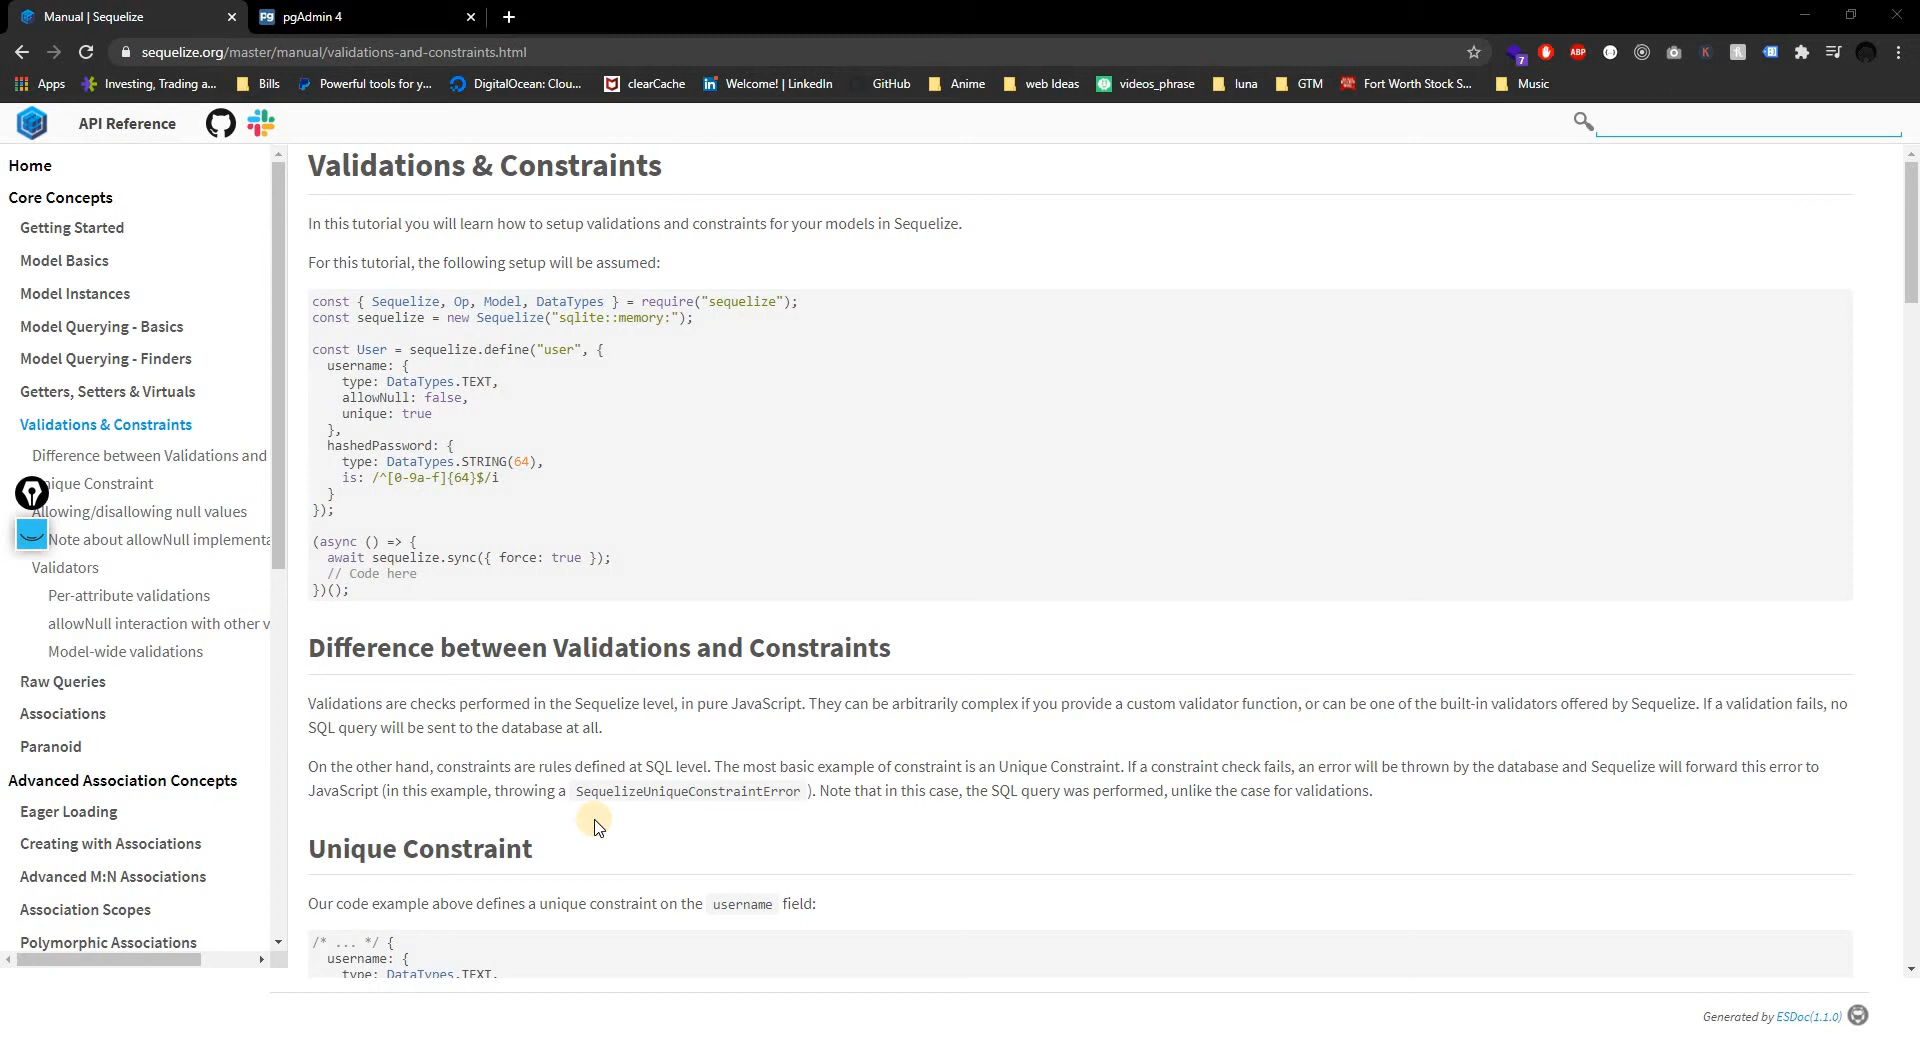 Manual | Sequelize
pgAdmin 4
sequelize.org/master/manual/validations-and-constraints.html
ABP
7
Apps
Investing, Trading a...
Bills
Powerful tools for y...
DigitalOcean: Clou...
clearCache
Welcome! | LinkedIn
GitHub
Anime
web Ideas
videos_phrase
luna
GTM
Fort Worth Stock S...
Music
API Reference
Home
Core Concepts
Getting Started
Model Basics
Model Instances
Model Querying - Basics
Model Querying - Finders
Getters, Setters & Virtuals
Validations & Constraints
Difference between Validations and
ique Constraint
Allowing/disallowing null values
Note about allowNull implementa
Validators
Per-attribute validations
allowNull interaction with other v
Model-wide validations
Raw Queries
Associations
Paranoid
Advanced Association Concepts
Eager Loading
Creating with Associations
Advanced M:N Associations
Association Scopes
Polymorphic Associations
Validations & Constraints
In this tutorial you will learn how to setup validations and constraints for your models in Sequelize.
For this tutorial, the following setup will be assumed:
const { Sequelize, Op, Model, DataTypes } = require("sequelize");
const sequelize = new Sequelize("sqlite::memory:");
const User = sequelize.define("user", {
username: {
type: DataTypes.TEXT,
allowNull: false,
unique: true
},
hashedPassword: {
type: DataTypes.STRING(64),
is: /^[0-9a-f]{64}$/i
}
});
(async () => {
await sequelize.sync({ force: true });
// Code here
})();
Difference between Validations and Constraints
Validations are checks performed in the Sequelize level, in pure JavaScript. They can be arbitrarily complex if you provide a custom validator function, or can be one of the built-in validators offered by Sequelize. If a validation fails, no
SQL query will be sent to the database at all.
On the other hand, constraints are rules defined at SQL level. The most basic example of constraint is an Unique Constraint. If a constraint check fails, an error will be thrown by the database and Sequelize will forward this error to
JavaScript (in this example, throwing a SequelizeUniqueConstraintError ). Note that in this case, the SQL query was performed, unlike the case for validations.
Unique Constraint
Our code example above defines a unique constraint on the username field:
/* ... */ {
username: {
type: DataTypes.TEXT,
Generated by ESDoc(1.1.0)